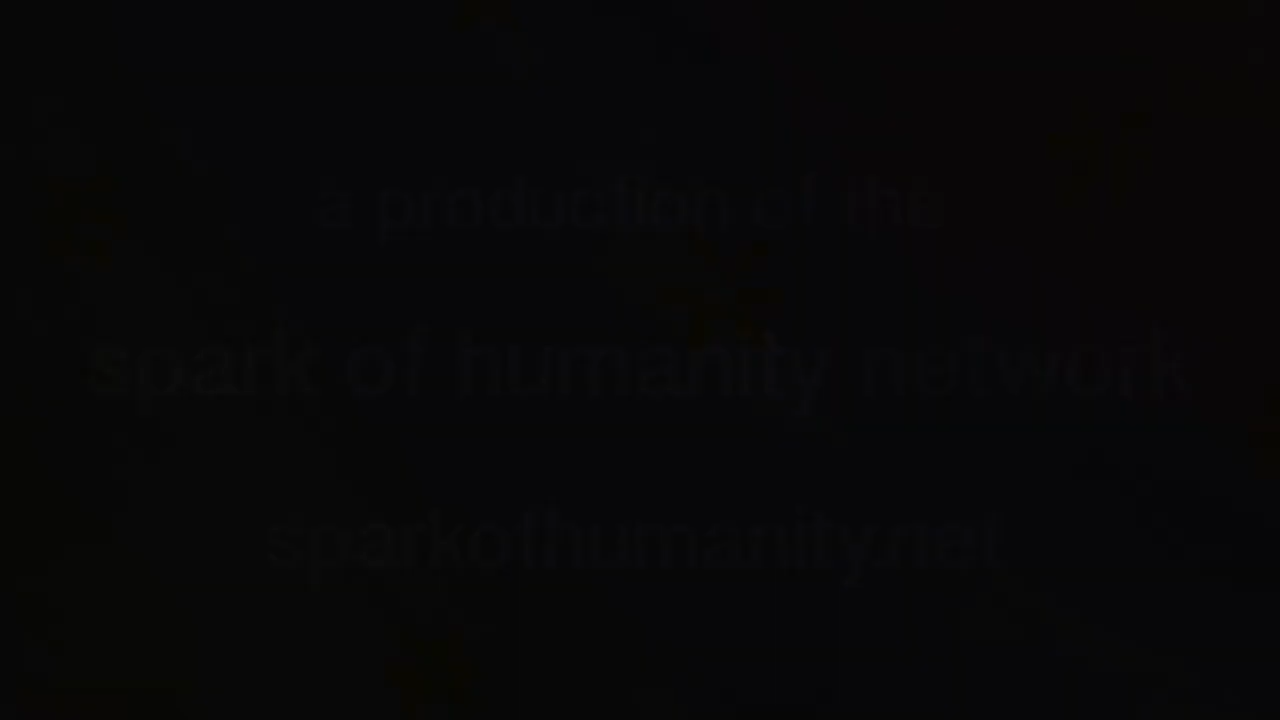 a production of the
spark of humanity network
sparkofhumanity.net